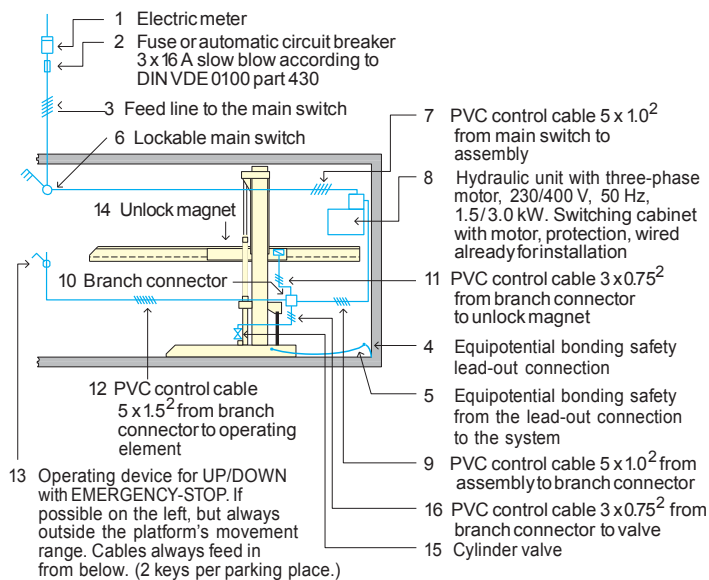 1 Electric meter
2 Fuse or automatic circuit breaker
3 x 16 A slow blow according to
DIN VDE 0100 part 430
3 Feed line to the main switch
6 Lockable main switch
14 Unlock magnet
10 Branch connector
12 PVC control cable
5 x 1.5² from branch
connector to operating
element
13 Operating device for UP/DOWN
with EMERGENCY-STOP. If
possible on the left, but always
outside the platform's movement
range. Cables always feed in
from below. (2 keys per parking place.)
7 PVC control cable 5 x 1.0²
from main switch to
assembly
8 Hydraulic unit with three-phase
motor, 230/400 V, 50 Hz,
1.5/3.0 kW. Switching cabinet
with motor, protection, wired
already for installation
11 PVC control cable 3 x 0.75²
from branch connector
to unlock magnet
4 Equipotential bonding safety
lead-out connection
5 Equipotential bonding safety
from the lead-out connection
to the system
9 PVC control cable 5 x 1.0² from
assembly to branch connector
16 PVC control cable 3 x 0.75² from
branch connector to valve
15 Cylinder valve